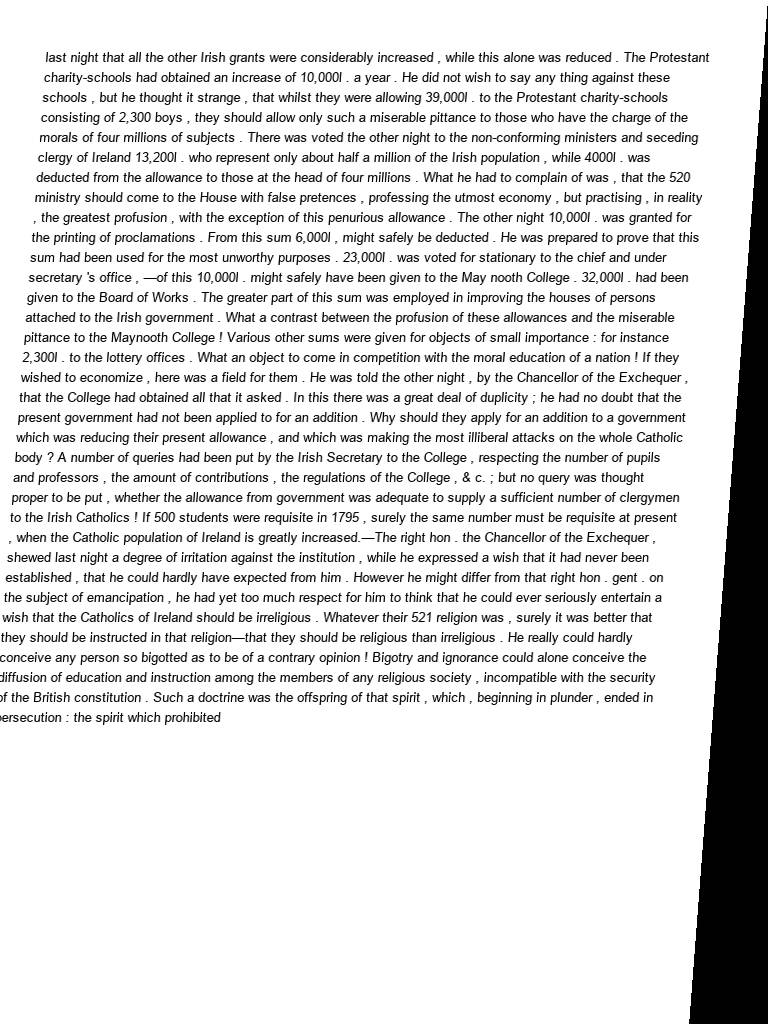 last night that all the other Irish grants were considerably increased , while this alone was reduced . The Protestant
charity-schools had obtained an increase of 10,000l . a year . He did not wish to say any thing against these
schools , but he thought it strange , that whilst they were allowing 39,000l . to the Protestant charity-schools
consisting of 2,300 boys , they should allow only such a miserable pittance to those who have the charge of the
morals of four millions of subjects . There was voted the other night to the non-conforming ministers and seceding
clergy of Ireland 13,200l . who represent only about half a million of the Irish population , while 4000l . was
deducted from the allowance to those at the head of four millions . What he had to complain of was , that the 520
ministry should come to the House with false pretences , professing the utmost economy , but practising , in reality
, the greatest profusion , with the exception of this penurious allowance . The other night 10,000l . was granted for
the printing of proclamations . From this sum 6,000l , might safely be deducted . He was prepared to prove that this
sum had been used for the most unworthy purposes . 23,000l . was voted for stationary to the chief and under
secretary 's office , —of this 10,000l . might safely have been given to the May nooth College . 32,000l . had been
given to the Board of Works . The greater part of this sum was employed in improving the houses of persons
attached to the Irish government . What a contrast between the profusion of these allowances and the miserable
pittance to the Maynooth College ! Various other sums were given for objects of small importance : for instance
2,300l . to the lottery offices . What an object to come in competition with the moral education of a nation ! If they
wished to economize , here was a field for them . He was told the other night , by the Chancellor of the Exchequer ,
that the College had obtained all that it asked . In this there was a great deal of duplicity ; he had no doubt that the
present government had not been applied to for an addition . Why should they apply for an addition to a government
which was reducing their present allowance , and which was making the most illiberal attacks on the whole Catholic
body ? A number of queries had been put by the Irish Secretary to the College , respecting the number of pupils
and professors , the amount of contributions , the regulations of the College , & c. ; but no query was thought
proper to be put , whether the allowance from government was adequate to supply a sufficient number of clergymen
to the Irish Catholics ! If 500 students were requisite in 1795 , surely the same number must be requisite at present
, when the Catholic population of Ireland is greatly increased.—The right hon . the Chancellor of the Exchequer ,
shewed last night a degree of irritation against the institution , while he expressed a wish that it had never been
established , that he could hardly have expected from him . However he might differ from that right hon . gent . on
the subject of emancipation , he had yet too much respect for him to think that he could ever seriously entertain a
wish that the Catholics of Ireland should be irreligious . Whatever their 521 religion was , surely it was better that
they should be instructed in that religion—that they should be religious than irreligious . He really could hardly
conceive any person so bigotted as to be of a contrary opinion ! Bigotry and ignorance could alone conceive the
diffusion of education and instruction among the members of any religious society , incompatible with the security
of the British constitution . Such a doctrine was the offspring of that spirit , which , beginning in plunder , ended in
persecution : the spirit which prohibited